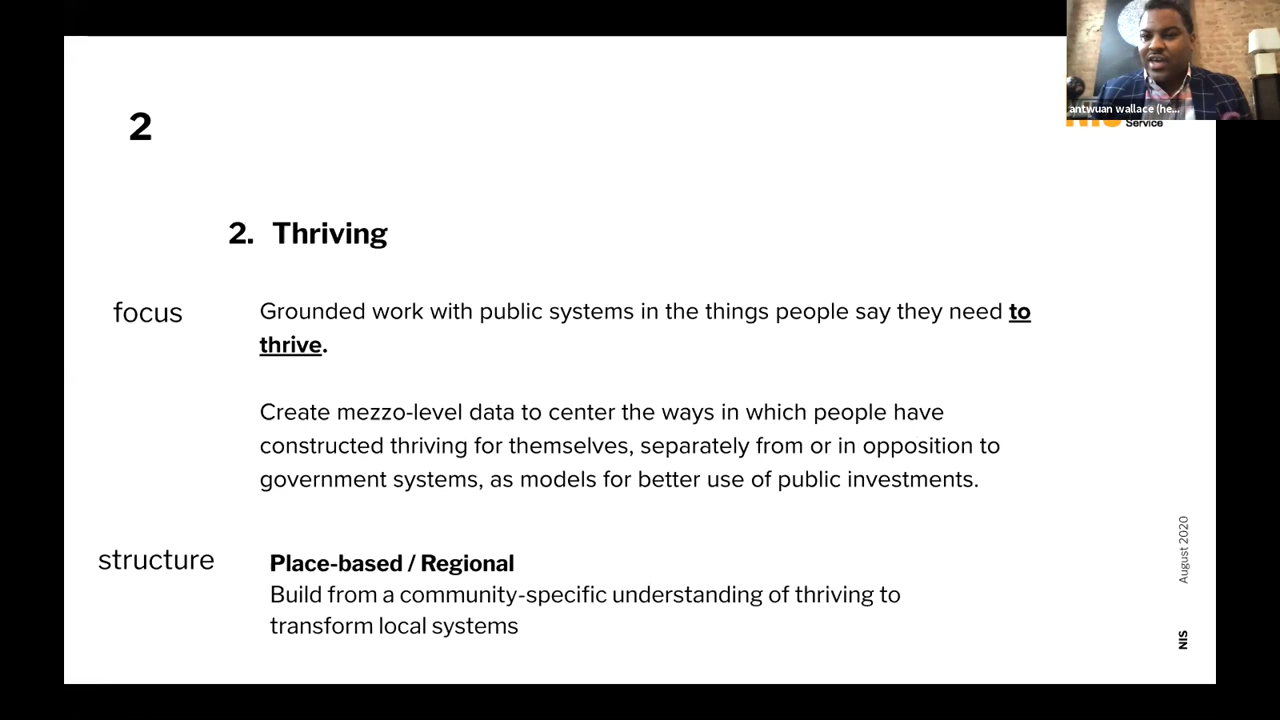 antwuan wallace (he...
Service
2
2. Thriving
focus
Grounded work with public systems in the things people say they need to
thrive.
Create mezzo-level data to center the ways in which people have
constructed thriving for themselves, separately from or in opposition to
government systems, as models for better use of public investments.
structure
Place-based / Regional
Build from a community-specific understanding of thriving to
transform local systems
August 2020
NIS